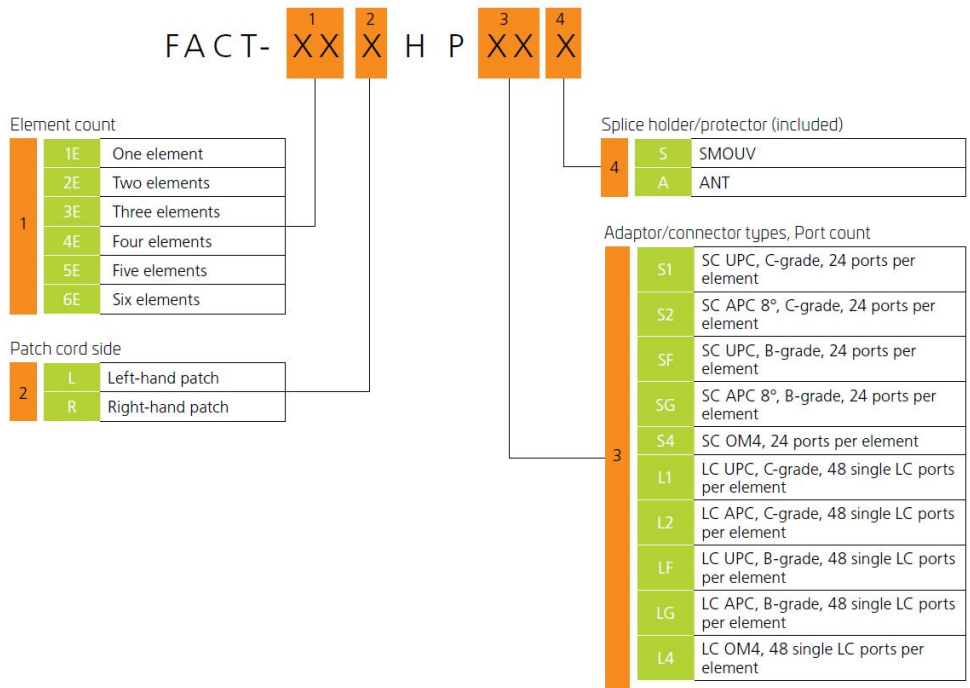 1 2 3 4
FACT- XX X H P XX X
Element count
1
1E One element
2E Two elements
3E Three elements
4E Four elements
5E Five elements
6E Six elements
Patch cord side
2
L Left-hand patch
R Right-hand patch
Splice holder/protector (included)
4
S SMOUV
A ANT
Adaptor/connector types, Port count
3
S1 SC UPC, C-grade, 24 ports per
element
S2 SC APC 8°, C-grade, 24 ports per
element
SF SC UPC, B-grade, 24 ports per
element
SG SC APC 8°, B-grade, 24 ports per
element
S4 SC OM4, 24 ports per element
L1 LC UPC, C-grade, 48 single LC ports
per element
L2 LC APC, C-grade, 48 single LC ports
per element
LF LC UPC, B-grade, 48 single LC ports
per element
LG LC APC, B-grade, 48 single LC ports
per element
L4 LC OM4, 48 single LC ports per
element